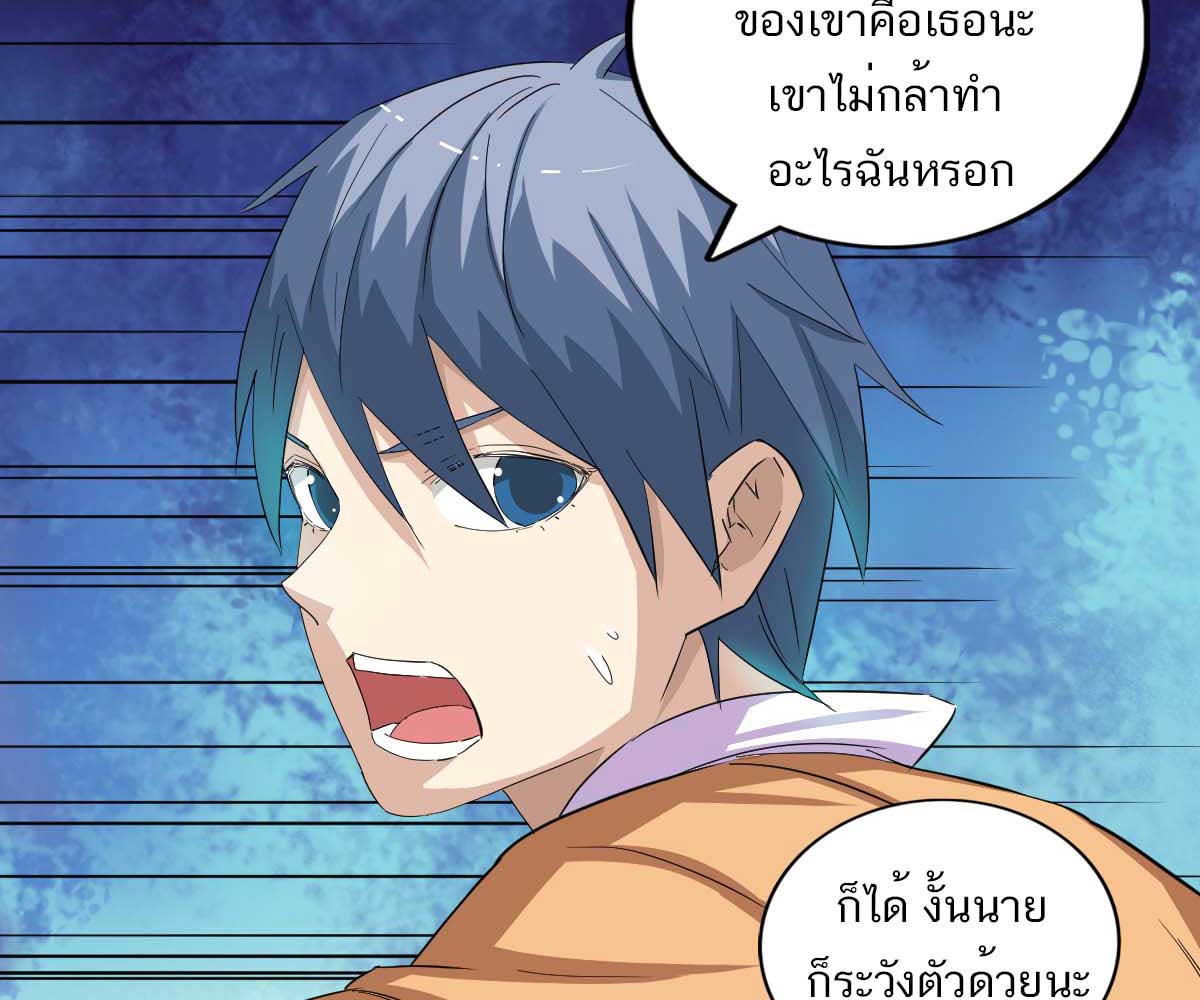 ของเขาคือเธอนะ
เขาไม่กล้าทำ
อะไรฉันหรอก
ก็ได้ งั้นนาย
ก็ระวังตัวด้วยนะ